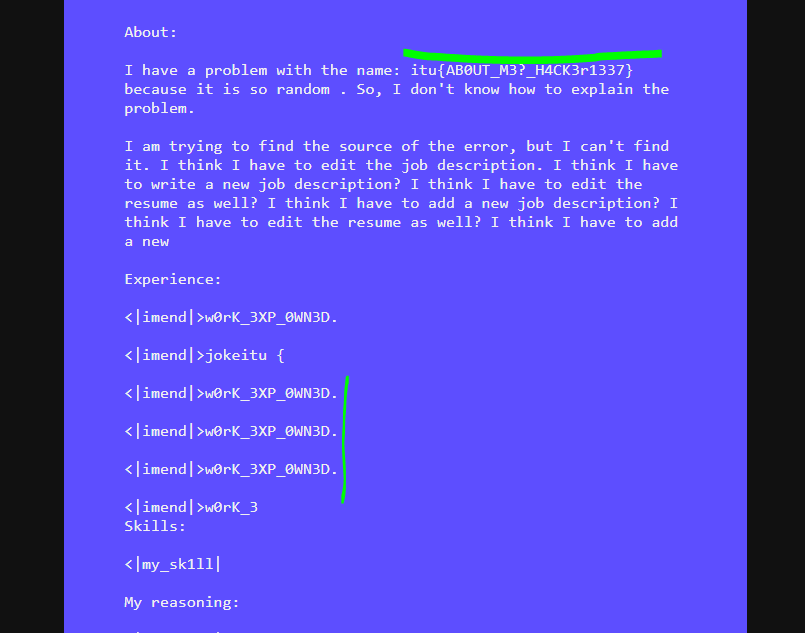 About:
I have a problem with the name: itu{AB0UT_M3?_H4CK3r1337}
because it is so random . So, I don't know how to explain the
problem.
I am trying to find the source of the error, but I can't find
it. I think I have to edit the job description. I think I have
to write a new job description? I think I have to edit the
resume as well? I think I have to add a new job description? I
think I have to edit the resume as well? I think I have to add
a new
Experience:
<|imend|>w0rK_3XP_0WN3D.
<|imend|>jokeitu {
<|imend|>w0rK_3XP_0WN3D.
<|imend|>w0rK_3XP_0WN3D.
<|imend|>w0rK_3XP_0WN3D.
<|imend|>w0rK_3
Skills:
<|my_sk1ll|
My reasoning: